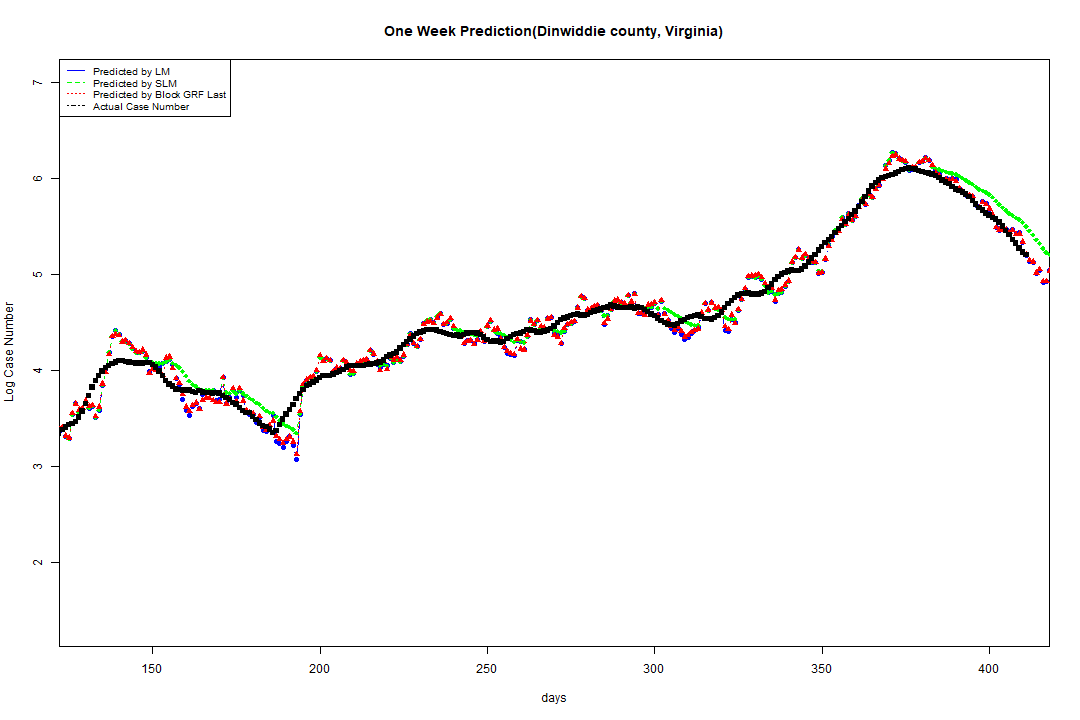 One Week Prediction(Dinwiddie county, Virginia)
Predicted by LM
Predicted by SLM
Predicted by Block GRF Last
Actual Case Number
Log Case Number
7
6
5
4
3
2
150 200 250 300 350 400
days